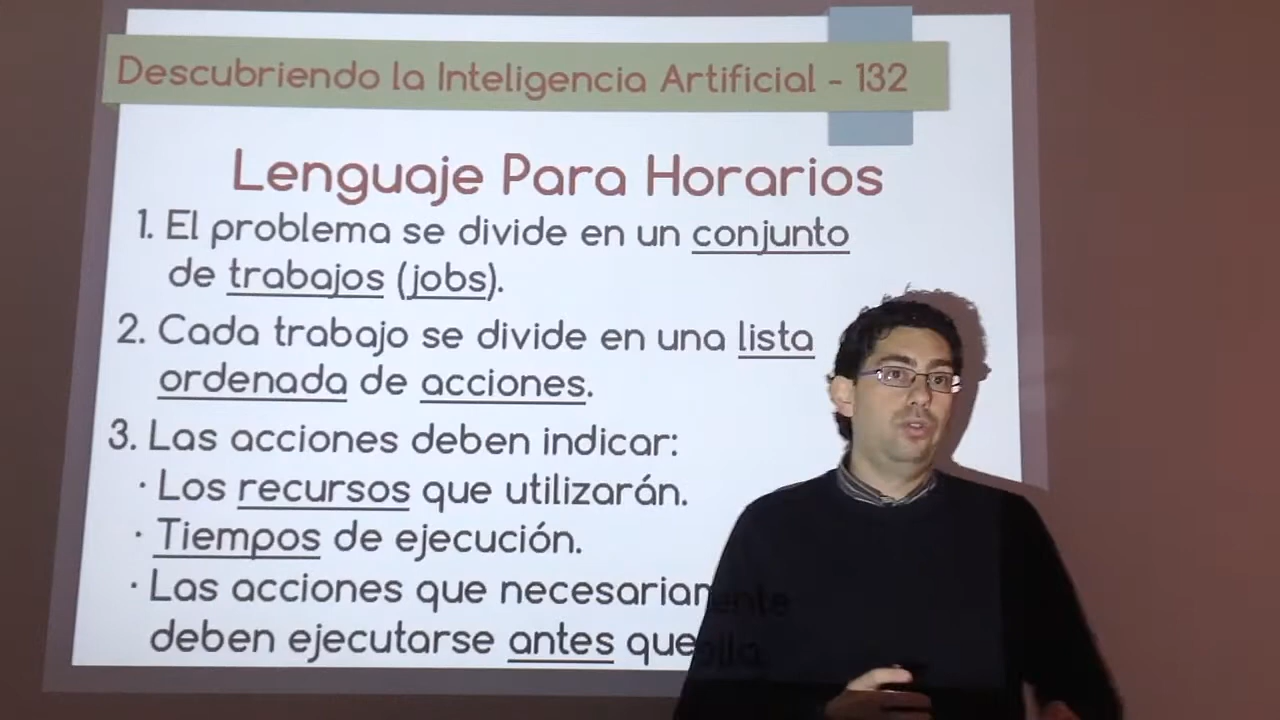 Descubriendo la Inteligencia Artificial - 132
Lenguaje Para Horarios
1. El problema se divide en un conjunto
de trabajos (jobs).
2. Cada trabajo se divide en una lista
ordenada de acciones.
3. Las acciones deben indicar:
· Los recursos que utilizarán.
· Tiempos de ejecución.
· Las acciones que necesariamente
deben ejecutarse antes que ella.